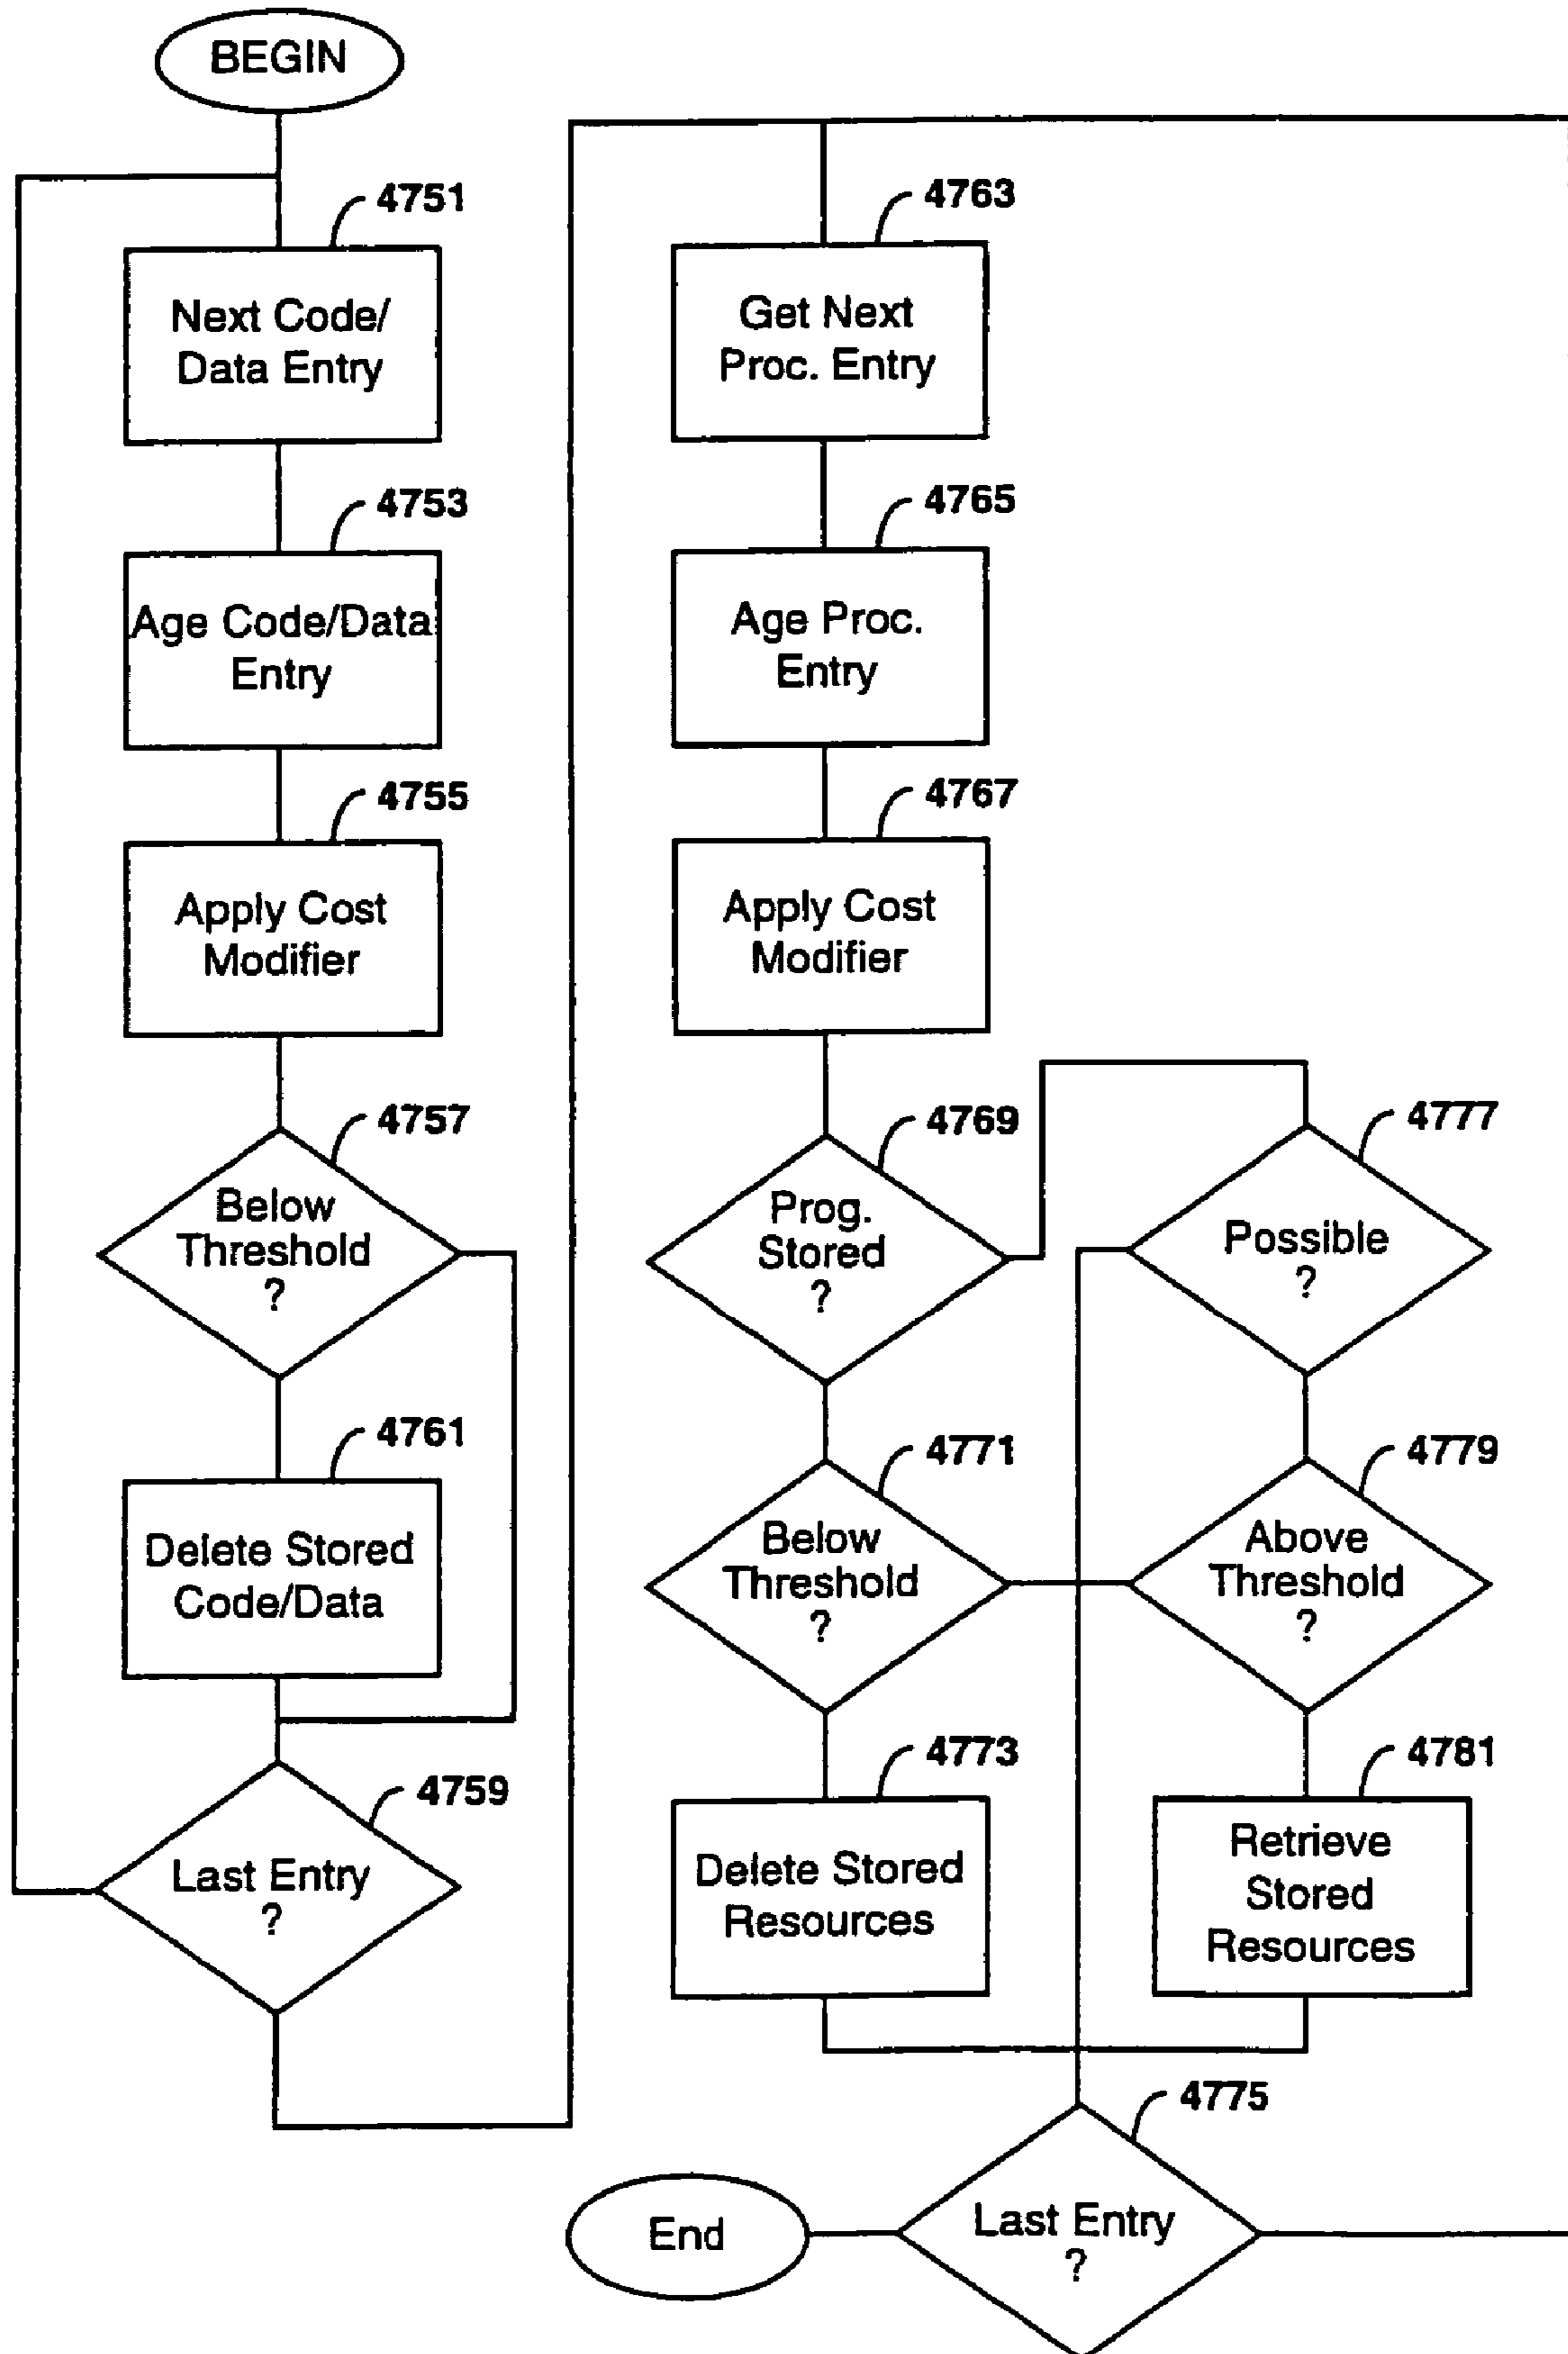 BEGIN
4751
Next Code/
Data Entry
4753
Age Code/Data
Entry
4755
Apply Cost
Modifier
4757
Below
Threshold
?
4761
Delete Stored
Code/Data
4759
Last Entry
?
4763
Get Next
Proc. Entry
4765
Age Proc.
Entry
4767
Apply Cost
Modifier
4769
Prog.
Stored
?
4771
Below
Threshold
?
4773
Delete Stored
Resources
4777
Possible
?
4779
Above
Threshold
?
4781
Retrieve
Stored
Resources
4775
Last Entry
?
End